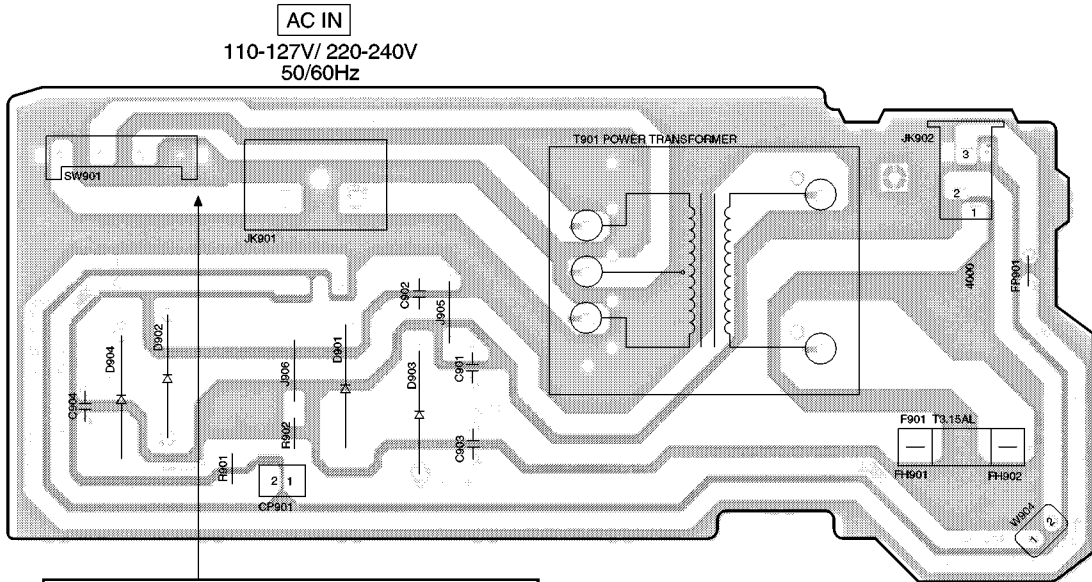 AC IN
110-127V/ 220-240V
50/60Hz
T901 POWER TRANSFORMER
JK902
3
SW901
2
1
JK901
4000
FP901
C902
J905
D902
D904
D901
J906
D903
C901
C904
F901 T3.15AL
R902
C903
R901
FH901
FH902
2 1
CP901
W904
1
2